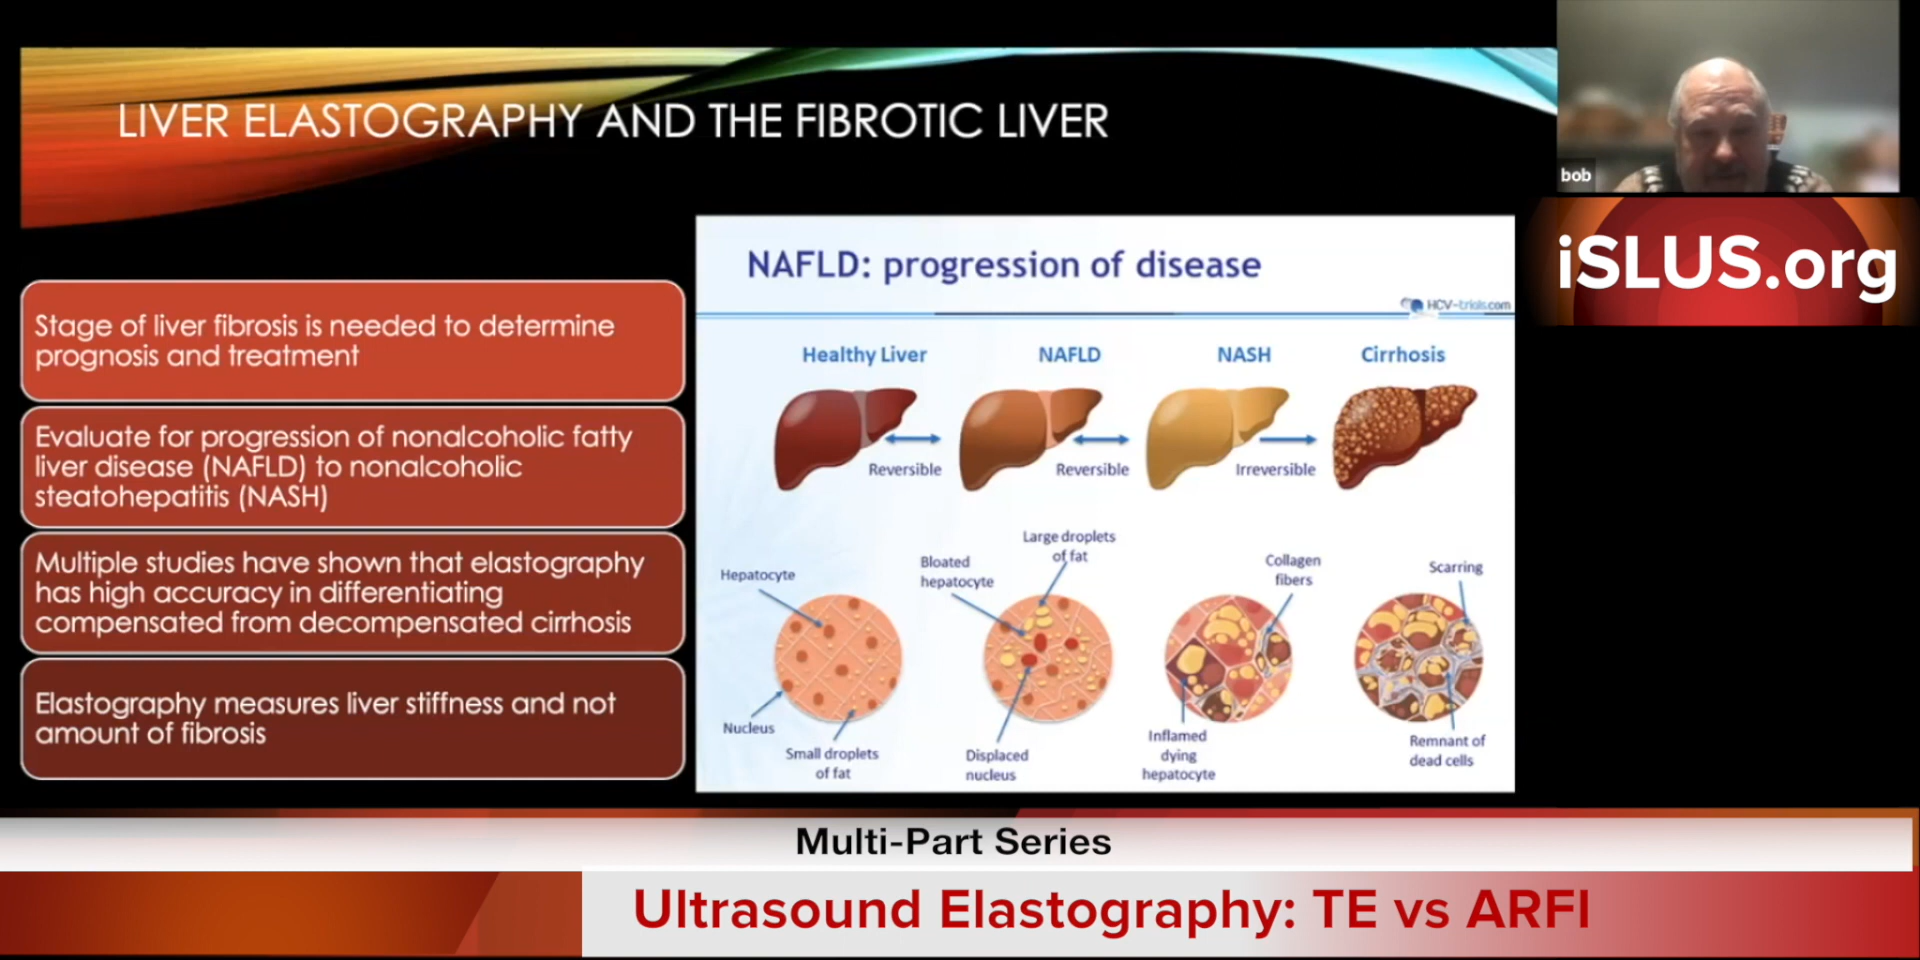 LIVER ELASTOGRAPHY AND THE FIBROTIC LIVER
bob
iSLUS.org
Stage of liver fibrosis is needed to determine
prognosis and treatment
Evaluate for progression of nonalcoholic fatty
liver disease (NAFLD) to nonalcoholic
steatohepatitis (NASH)
Multiple studies have shown that elastography
has high accuracy in differentiating
compensated from decompensated cirrhosis
Elastography measures liver stiffness and not
amount of fibrosis
NAFLD: progression of disease
HCV-trials.com
Healthy Liver
NAFLD
NASH
Cirrhosis
Reversible
Reversible
Irreversible
Hepatocyte
Bloated
hepatocyte
Large droplets
of fat
Collagen
fibers
Scarring
Nucleus
Small droplets
of fat
Displaced
nucleus
Inflamed
dying
hepatocyte
Remnant of
dead cells
Multi-Part Series
Ultrasound Elastography: TE vs ARFI